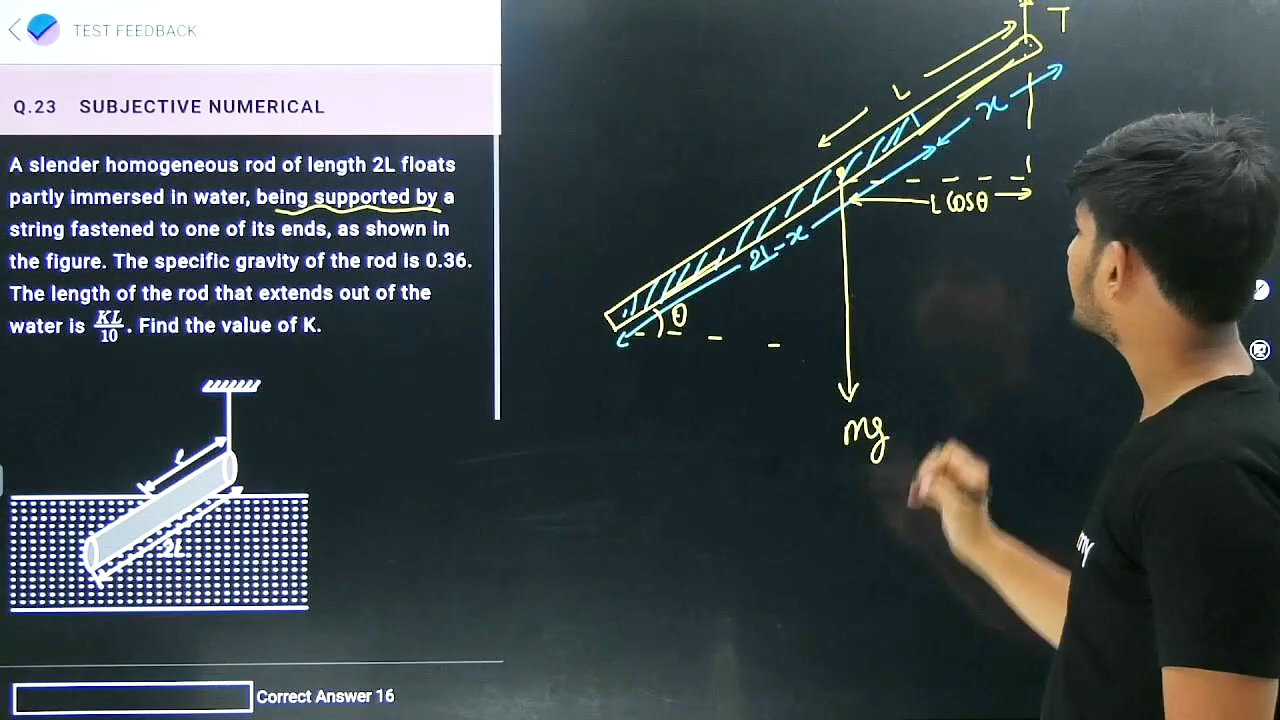 TEST FEEDBACK
Q.23 SUBJECTIVE NUMERICAL
A slender homogeneous rod of length 2L floats
partly immersed in water, being supported by a
string fastened to one of its ends, as shown in
the figure. The specific gravity of the rod is 0.36.
The length of the rod that extends out of the
water is KL/10. Find the value of K.
2L
Correct Answer 16
T
L
x
L cosθ
2L-x
θ
mg
my